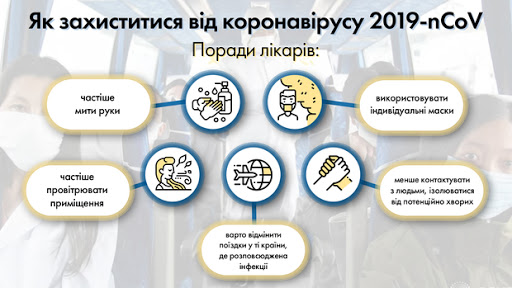 Як захиститися від коронавірусу 2019-nCoV
Поради лікарів:
частіше
мити руки
використовувати
індивідуальні маски
частіше
провітрювати
приміщення
варто відмінити
поїздки у ті країни,
де розповсюджена
інфекції
менше контактувати
з людьми, ізолюватися
від потенційно хворих